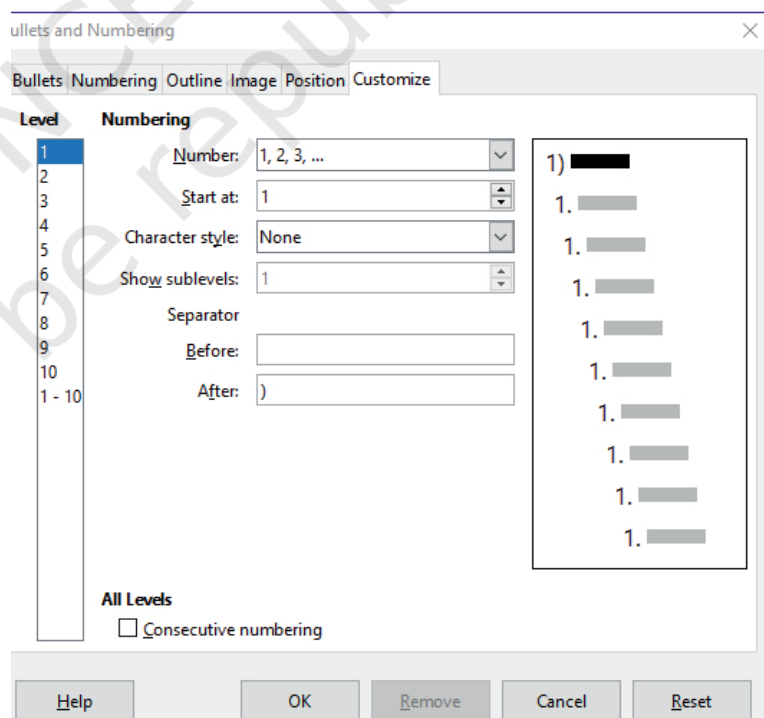 ullets and Numbering
Bullets Numbering Outline Image Position Customize
Level
1
2
3
4
5
6
7
8
9
10
1 - 10
Numbering
Number: 1, 2, 3, ...
Start at: 1
Character style: None
Show sublevels: 1
Separator
Before:
After: )
1)
1.
1.
1.
1.
1.
1.
1.
1.
1.
All Levels
Consecutive numbering
Help OK Remove Cancel Reset
be republ